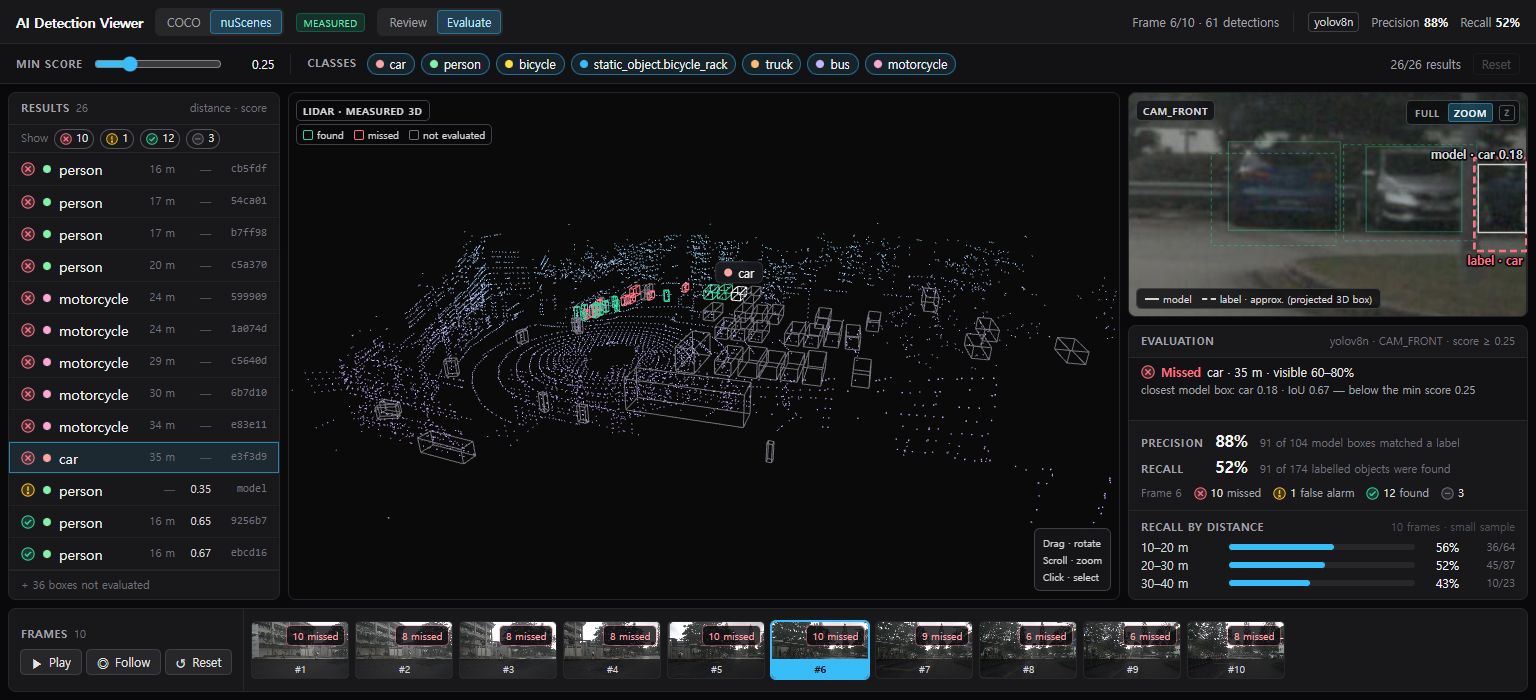 AI Detection Viewer COCO nuScenes MEASURED Review Evaluate Frame 6/10 · 61 detections yolov8n Precision 88% Recall 52%
MIN SCORE 0.25 CLASSES car person bicycle static_object.bicycle_rack truck bus motorcycle 26/26 results Reset
RESULTS 26 distance · score
Show 10 1 12 3
person 16 m — cb5fdf
person 17 m — 54ca01
person 17 m — b7ff98
person 20 m — c5a370
motorcycle 24 m — 599909
motorcycle 24 m — 1a074d
motorcycle 29 m — c5640d
motorcycle 30 m — 6b7d10
motorcycle 34 m — e83e11
car 35 m — e3f3d9
person — 0.35 model
person 16 m 0.65 9256b7
person 16 m 0.67 ebcd16
+ 36 boxes not evaluated
LIDAR · MEASURED 3D
found missed not evaluated
car
Drag · rotate
Scroll · zoom
Click · select
CAM_FRONT FULL ZOOM Z
model · car 0.18
label · car
model label · approx. (projected 3D box)
EVALUATION yolov8n · CAM_FRONT · score ≥ 0.25
Missed car · 35 m · visible 60–80%
closest model box: car 0.18 · IoU 0.67 — below the min score 0.25
PRECISION 88% 91 of 104 model boxes matched a label
RECALL 52% 91 of 174 labelled objects were found
Frame 6 10 missed 1 false alarm 12 found 3
RECALL BY DISTANCE 10 frames · small sample
10–20 m 56% 36/64
20–30 m 52% 45/87
30–40 m 43% 10/23
FRAMES 10
Play Follow Reset
10 missed 8 missed 8 missed 8 missed 10 missed 10 missed 9 missed 6 missed 6 missed 8 missed
#1 #2 #3 #4 #5 #6 #7 #8 #9 #10